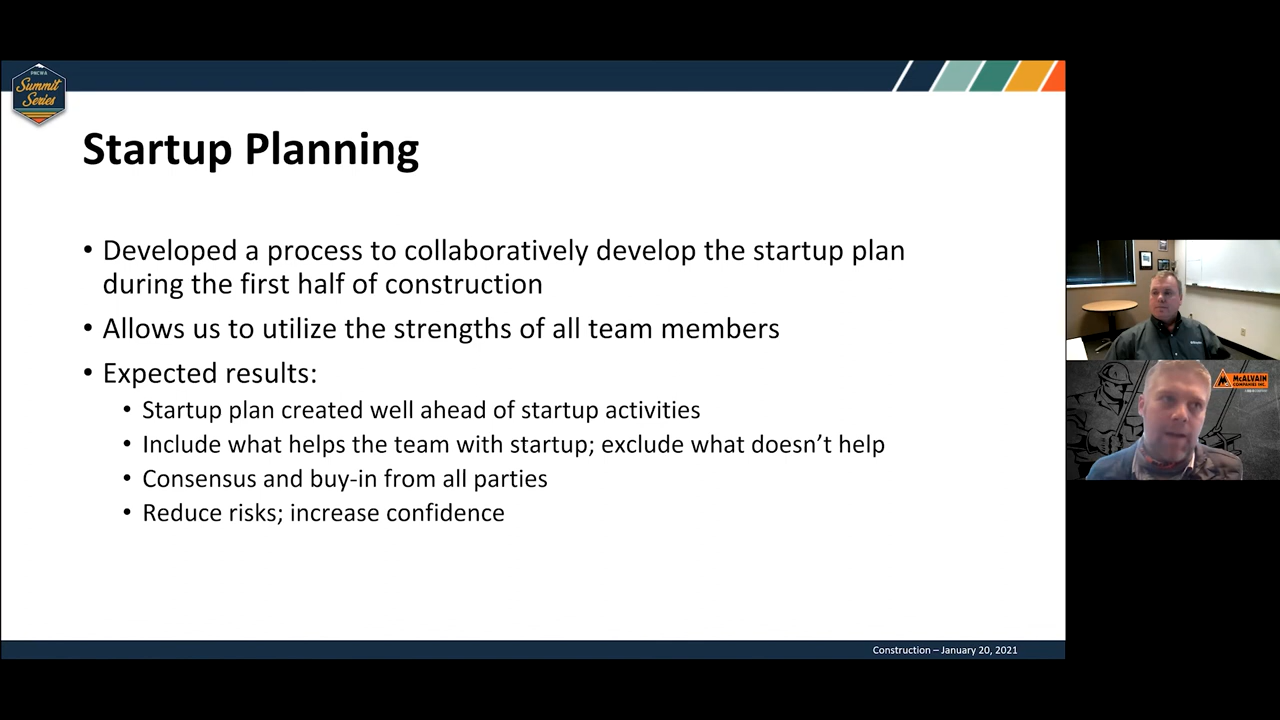 PNCWA
Summit
Series
Startup Planning
• Developed a process to collaboratively develop the startup plan
during the first half of construction
• Allows us to utilize the strengths of all team members
• Expected results:
• Startup plan created well ahead of startup activities
• Include what helps the team with startup; exclude what doesn’t help
• Consensus and buy-in from all parties
• Reduce risks; increase confidence
McALVAIN
COMPANIES INC.
Construction – January 20, 2021